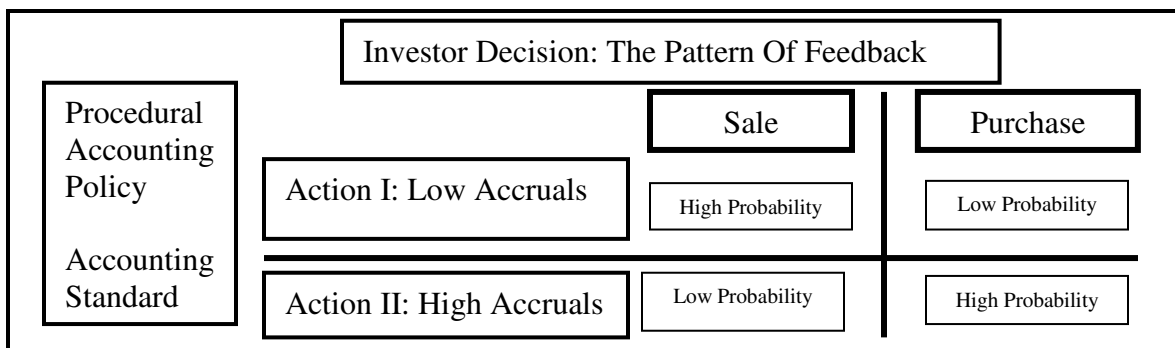 Investor Decision: The Pattern Of Feedback
Procedural
Accounting
Policy
Accounting
Standard
Sale
Purchase
Action I: Low Accruals
High Probability
Low Probability
Action II: High Accruals
Low Probability
High Probability